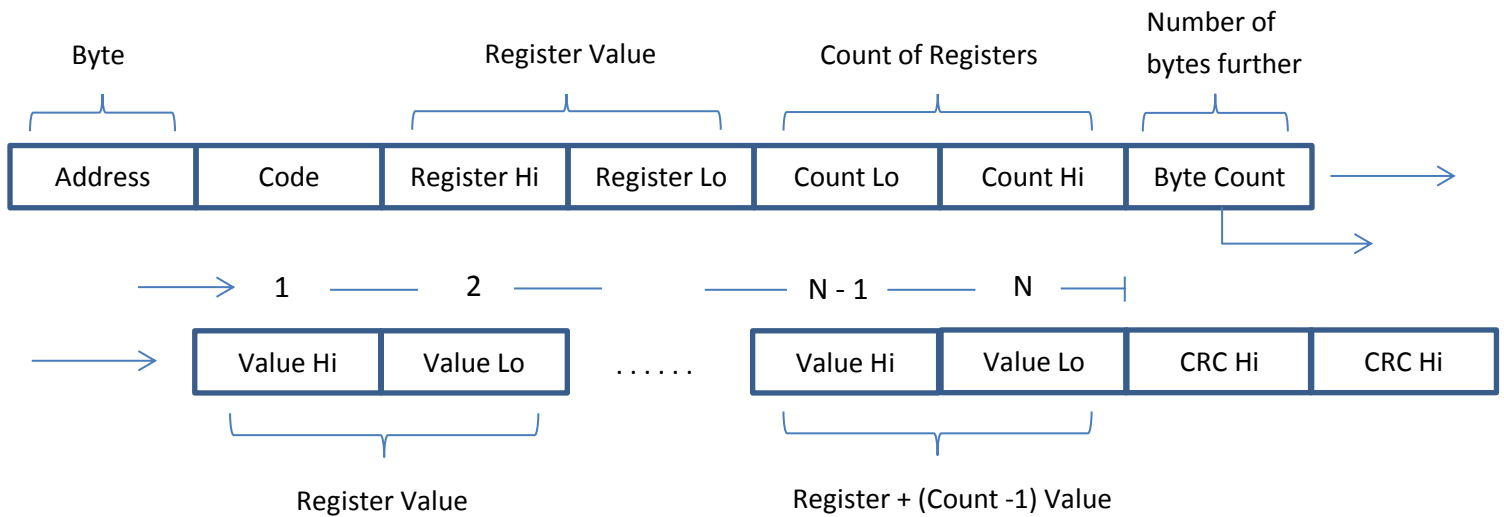 Byte
Register Value
Count of Registers
Number of
bytes further
Address Code Register Hi Register Lo Count Lo Count Hi Byte Count
1 2 N - 1 N
Value Hi Value Lo . . . . . . Value Hi Value Lo CRC Hi CRC Hi
Register Value
Register + (Count -1) Value